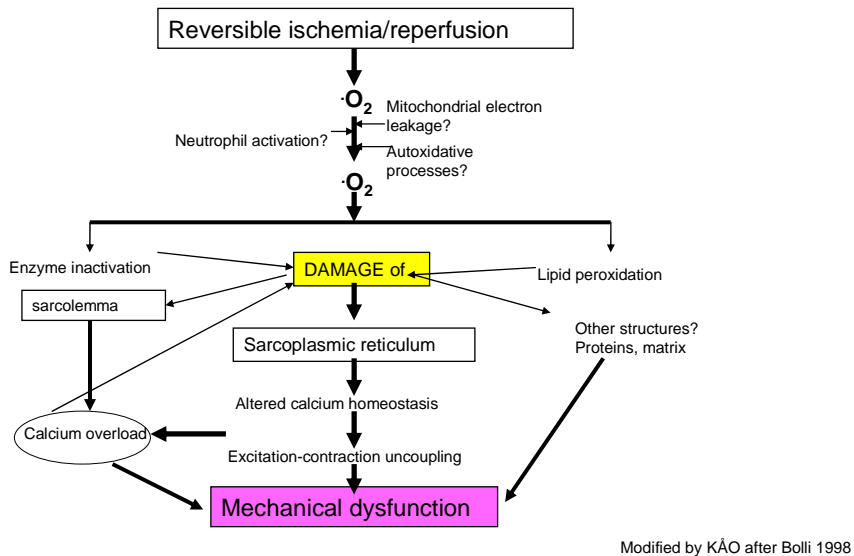 Reversible ischemia/reperfusion
·O₂
Mitochondrial electron
leakage?
Neutrophil activation?
Autoxidative
processes?
·O₂
Enzyme inactivation
DAMAGE of
Lipid peroxidation
sarcolemma
Other structures?
Proteins, matrix
Sarcoplasmic reticulum
Altered calcium homeostasis
Calcium overload
Excitation-contraction uncoupling
Mechanical dysfunction
Modified by KÅO after Bolli 1998